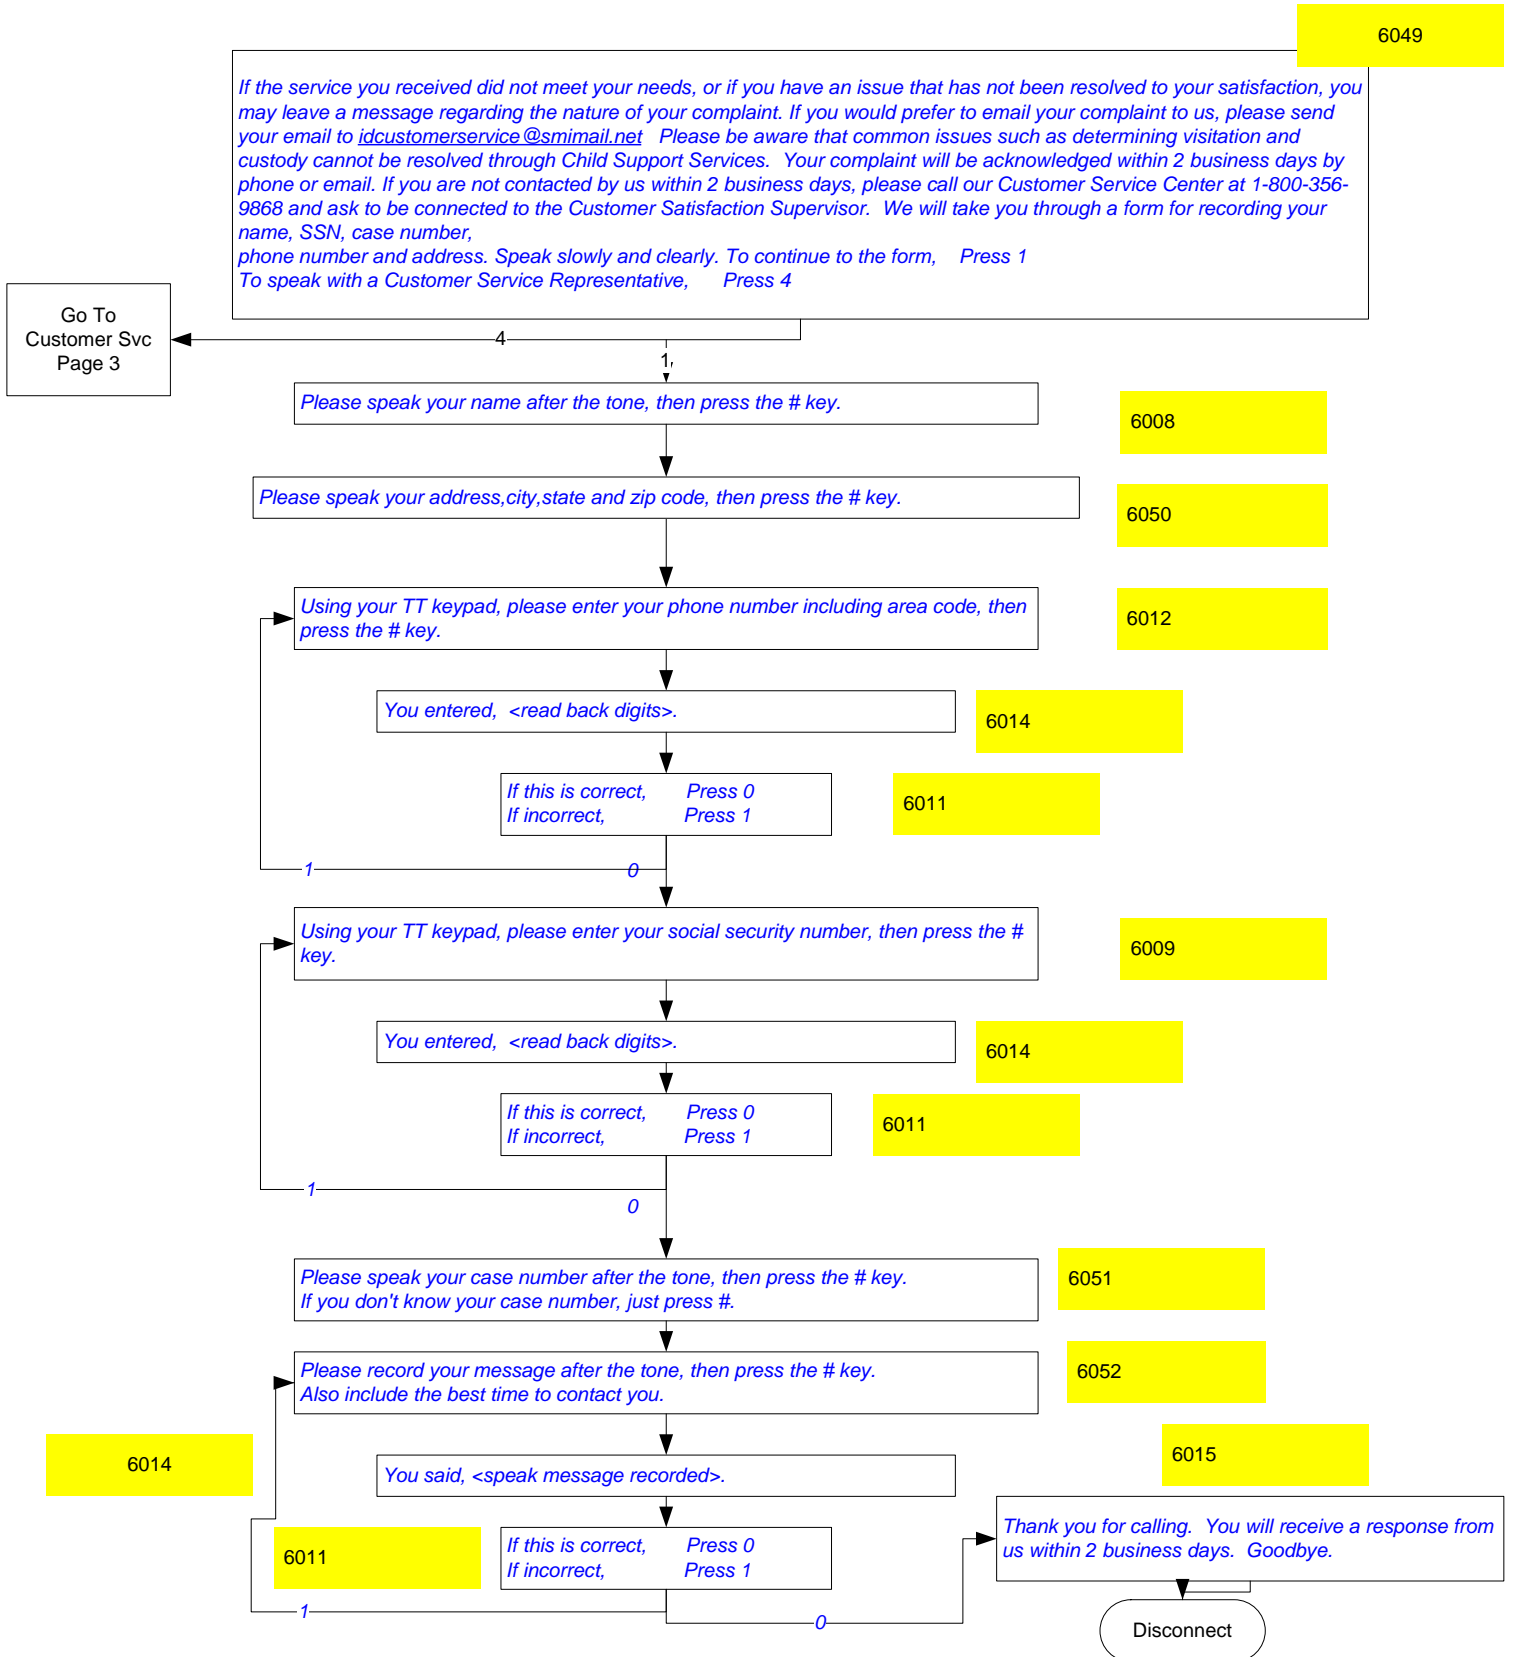 6049
If the service you received did not meet your needs, or if you have an issue that has not been resolved to your satisfaction, you
may leave a message regarding the nature of your complaint. If you would prefer to email your complaint to us, please send
your email to idcustomerservice@smimail.net Please be aware that common issues such as determining visitation and
custody cannot be resolved through Child Support Services. Your complaint will be acknowledged within 2 business days by
phone or email. If you are not contacted by us within 2 business days, please call our Customer Service Center at 1-800-356-
9868 and ask to be connected to the Customer Satisfaction Supervisor. We will take you through a form for recording your
name, SSN, case number,
phone number and address. Speak slowly and clearly. To continue to the form, Press 1
To speak with a Customer Service Representative, Press 4
Go To
Customer Svc
Page 3
4
1,
Please speak your name after the tone, then press the # key.
6008
Please speak your address,city,state and zip code, then press the # key.
6050
Using your TT keypad, please enter your phone number including area code, then
press the # key.
6012
You entered, <read back digits>.
6014
If this is correct, Press 0
If incorrect, Press 1
6011
1
0
Using your TT keypad, please enter your social security number, then press the #
key.
6009
You entered, <read back digits>.
6014
If this is correct, Press 0
If incorrect, Press 1
6011
1
0
Please speak your case number after the tone, then press the # key.
If you don't know your case number, just press #.
6051
Please record your message after the tone, then press the # key.
Also include the best time to contact you.
6052
6014
You said, <speak message recorded>.
6015
6011
If this is correct, Press 0
If incorrect, Press 1
Thank you for calling. You will receive a response from
us within 2 business days. Goodbye.
1
0
Disconnect